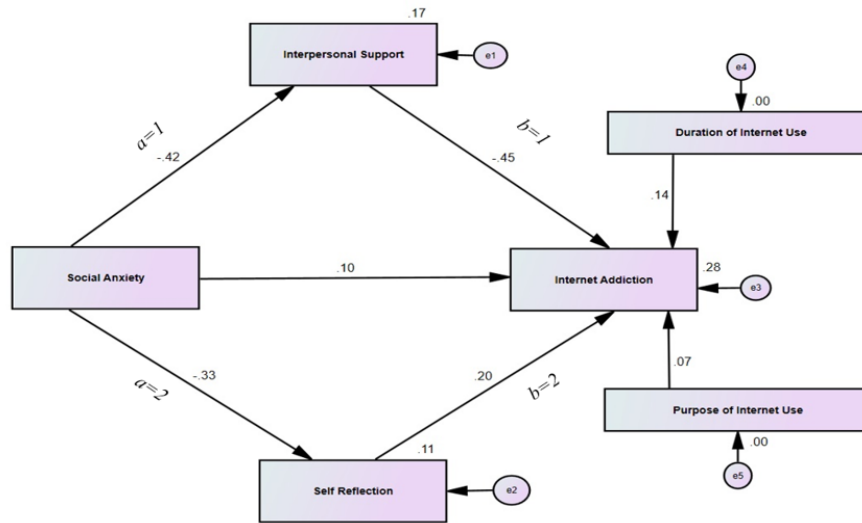 .17
Interpersonal Support
e1
e4
.00
Duration of Internet Use
a=1
b=1
-.42
-.45
.14
Social Anxiety
.10
Internet Addiction
.28
e3
-.33
a=2
.20
b=2
.07
Purpose of Internet Use
.11
.00
Self Reflection
e2
e5